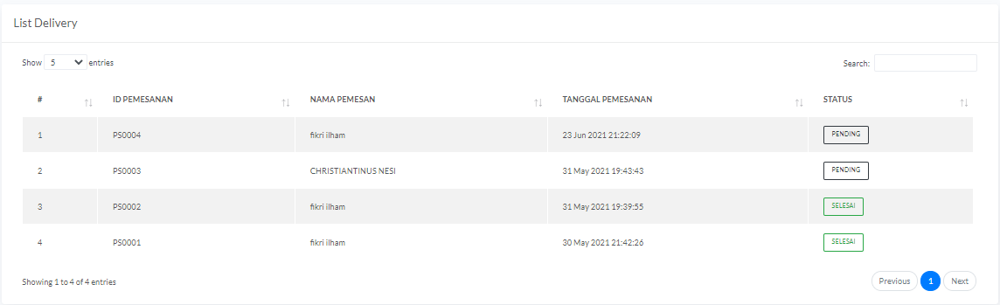 List Delivery
Show 5 entries Search:
# ID PEMESANAN NAMA PEMESAN TANGGAL PEMESANAN STATUS
1 PS0004 fikri ilham 23 Jun 2021 21:22:09 PENDING
2 PS0003 CHRISTIANTINUS NESI 31 May 2021 19:43:43 PENDING
3 PS0002 fikri ilham 31 May 2021 19:39:55 SELESAI
4 PS0001 fikri ilham 30 May 2021 21:42:26 SELESAI
Showing 1 to 4 of 4 entries Previous 1 Next